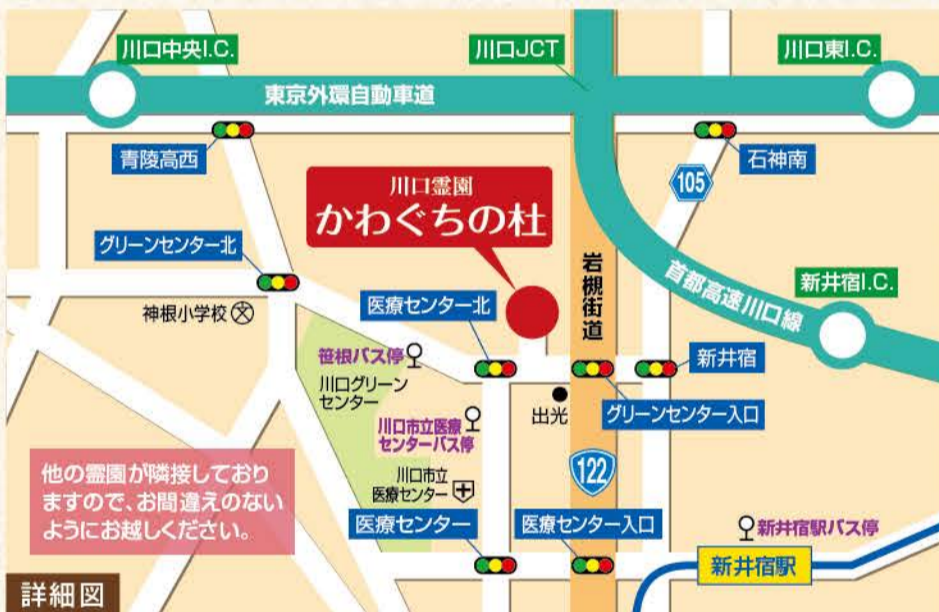 川口中央I.C.
川口JCT
川口東I.C.
東京外環自動車道
青陵高西
石神南
105
川口霊園
かわぐちの杜
グリーンセンター北
岩槻街道
首都高速川口線
新井宿I.C.
神根小学校
文
医療センター北
笹根バス停
新井宿
川口グリーン
センター
出光
グリーンセンター入口
川口市立医療
センターバス停
122
川口市立
医療センター
他の霊園が隣接しており
ますので、お間違えのない
ようにお越しください。
医療センター
医療センター入口
新井宿駅バス停
新井宿駅
詳細図